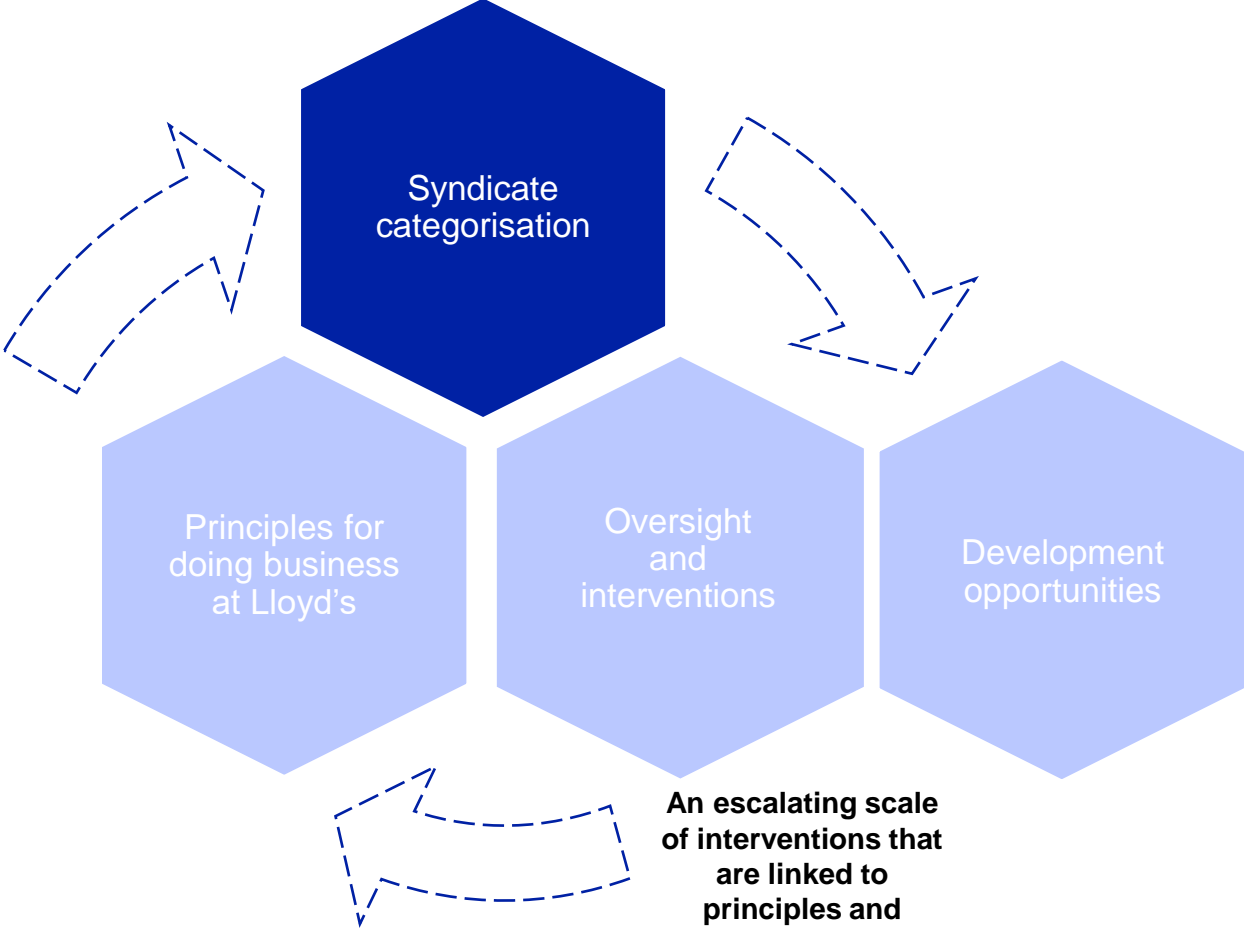 Syndicate
categorisation
Principles for
doing business
at Lloyd’s
Oversight
and
interventions
Development
opportunities
An escalating scale
of interventions that
are linked to
principles and